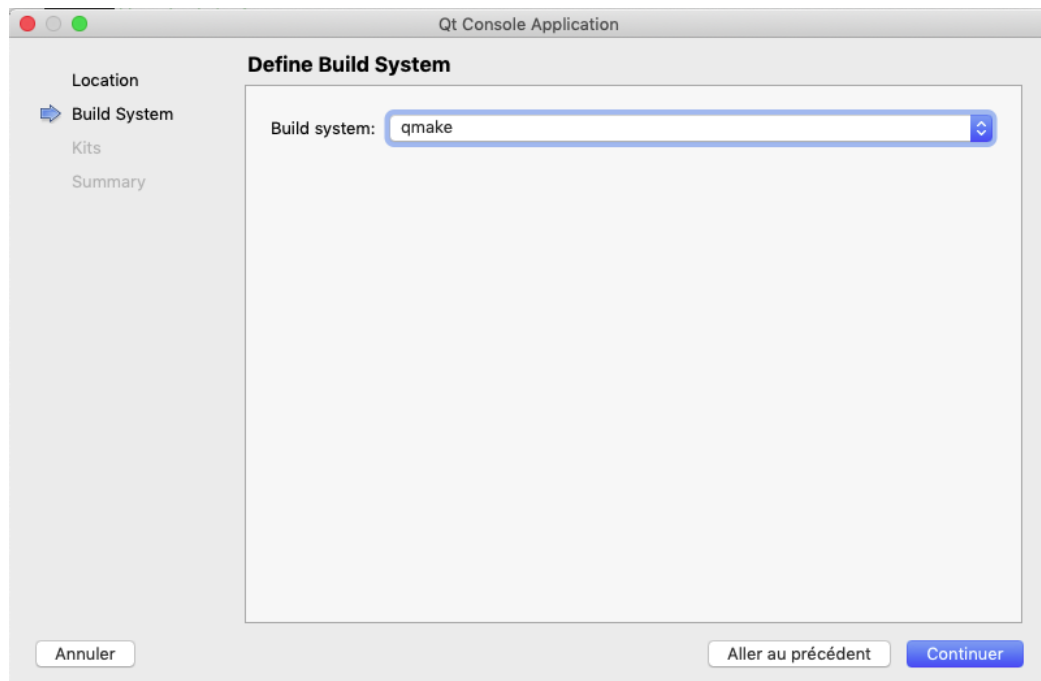 Qt Console Application
Location
Build System
Kits
Summary
Define Build System
Build system: qmake
Annuler
Aller au précédent
Continuer